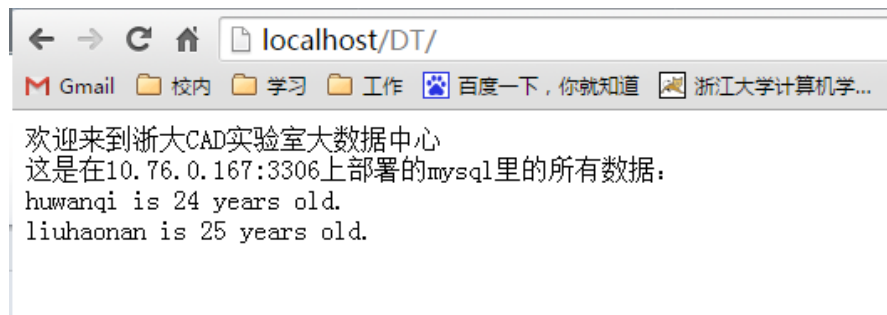 localhost/DT/
Gmail 校内 学习 工作 百度一下，你就知道 浙江大学计算机学...
欢迎来到浙大CAD实验室大数据中心
这是在10.76.0.167:3306上部署的mysql里的所有数据：
huwanqi is 24 years old.
liuhaonan is 25 years old.